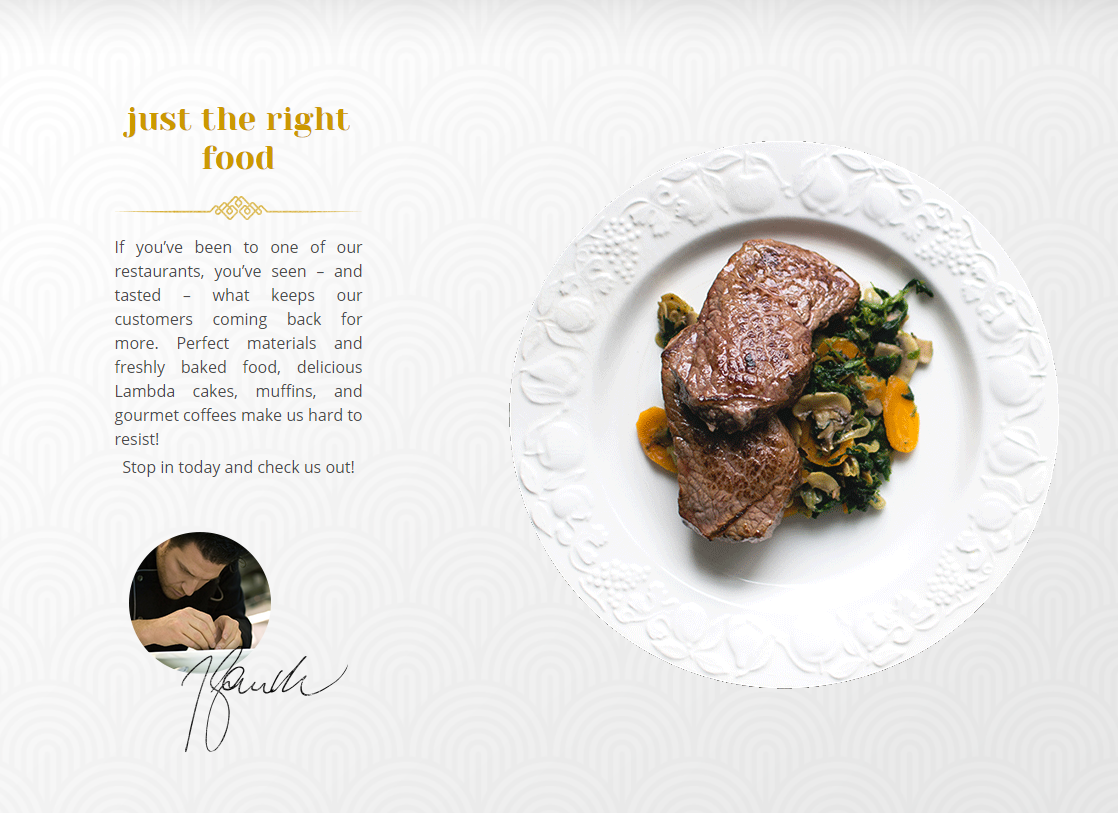 just the right
food
If you’ve been to one of our
restaurants, you’ve seen – and
tasted – what keeps our
customers coming back for
more. Perfect materials and
freshly baked food, delicious
Lambda cakes, muffins, and
gourmet coffees make us hard to
resist!
Stop in today and check us out!